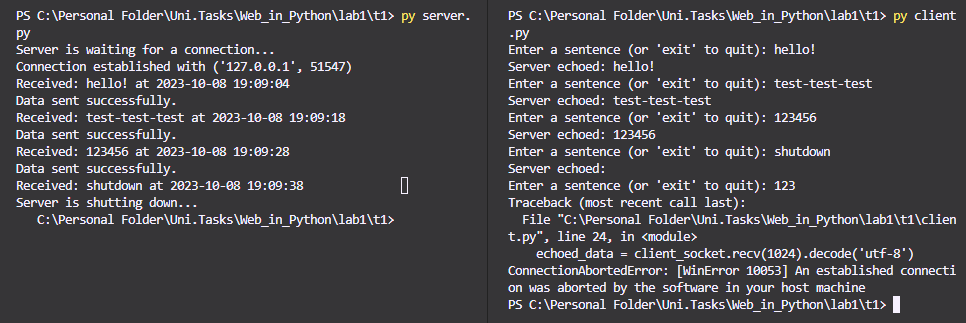 PS C:\Personal Folder\Uni.Tasks\Web_in_Python\lab1\t1> py server.
py
Server is waiting for a connection...
Connection established with ('127.0.0.1', 51547)
Received: hello! at 2023-10-08 19:09:04
Data sent successfully.
Received: test-test-test at 2023-10-08 19:09:18
Data sent successfully.
Received: 123456 at 2023-10-08 19:09:28
Data sent successfully.
Received: shutdown at 2023-10-08 19:09:38
Server is shutting down...
C:\Personal Folder\Uni.Tasks\Web_in_Python\lab1\t1>
PS C:\Personal Folder\Uni.Tasks\Web_in_Python\lab1\t1> py client
.py
Enter a sentence (or 'exit' to quit): hello!
Server echoed: hello!
Enter a sentence (or 'exit' to quit): test-test-test
Server echoed: test-test-test
Enter a sentence (or 'exit' to quit): 123456
Server echoed: 123456
Enter a sentence (or 'exit' to quit): shutdown
Server echoed:
Enter a sentence (or 'exit' to quit): 123
Traceback (most recent call last):
File "C:\Personal Folder\Uni.Tasks\Web_in_Python\lab1\t1\clien
t.py", line 24, in <module>
echoed_data = client_socket.recv(1024).decode('utf-8')
ConnectionAbortedError: [WinError 10053] An established connecti
on was aborted by the software in your host machine
PS C:\Personal Folder\Uni.Tasks\Web_in_Python\lab1\t1>